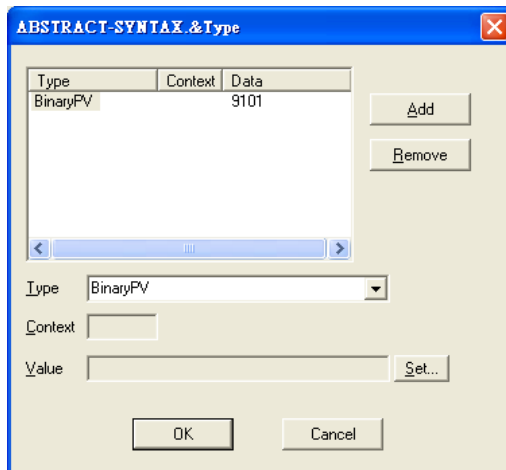 ABSTRACT-SYNTAX.&Type
Type Context Data
BinaryPV 9101
Add
Remove
Type BinaryPV
Context
Value Set...
OK Cancel